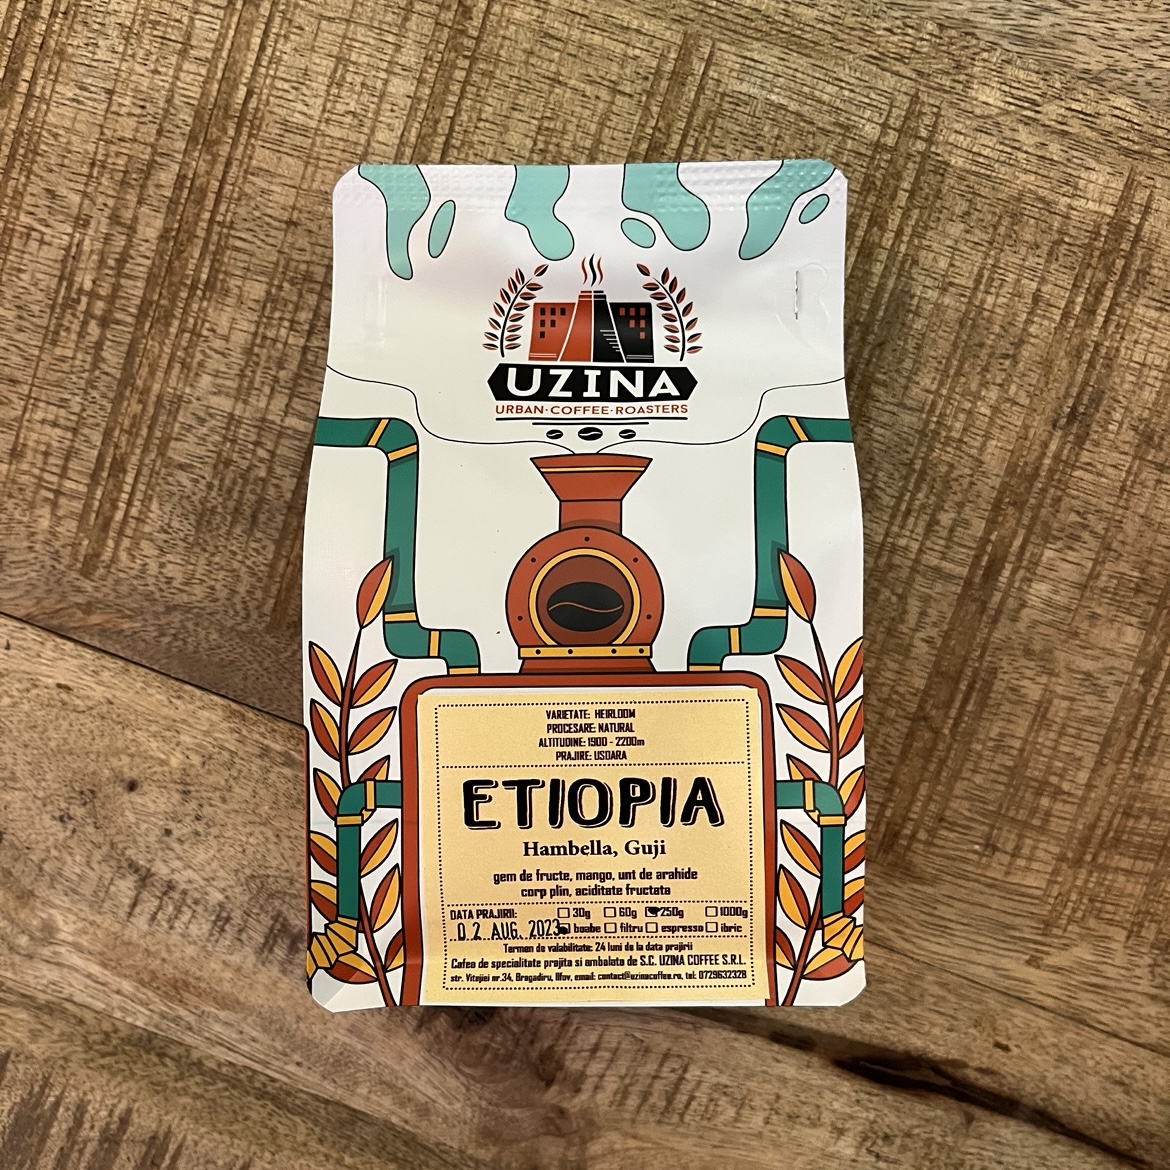 UZINA
URBAN·COFFEE·ROASTERS
VARIETATE: HEIRLOOM
PROCESARE: NATURAL
ALTITUDINE: 1900 - 2200m
PRAJIRE: USOARA
ETIOPIA
Hambella, Guji
gem de fructe, mango, unt de arahide
corp plin, aciditate fructata
DATA PRAJIRII: 30g 60g 250g 1000g
02 AUG. 2023 boabe filtru espresso ibric
Termen de valabilitate: 24 luni de la data prajirii
Cafea de specialitate prajita si ambalata de S.C. UZINA COFFEE S.R.L.
str. Vitejiei nr.34, Bragadiru, Ilfov, email: contact@uzinacoffee.ro, tel: 0729632328